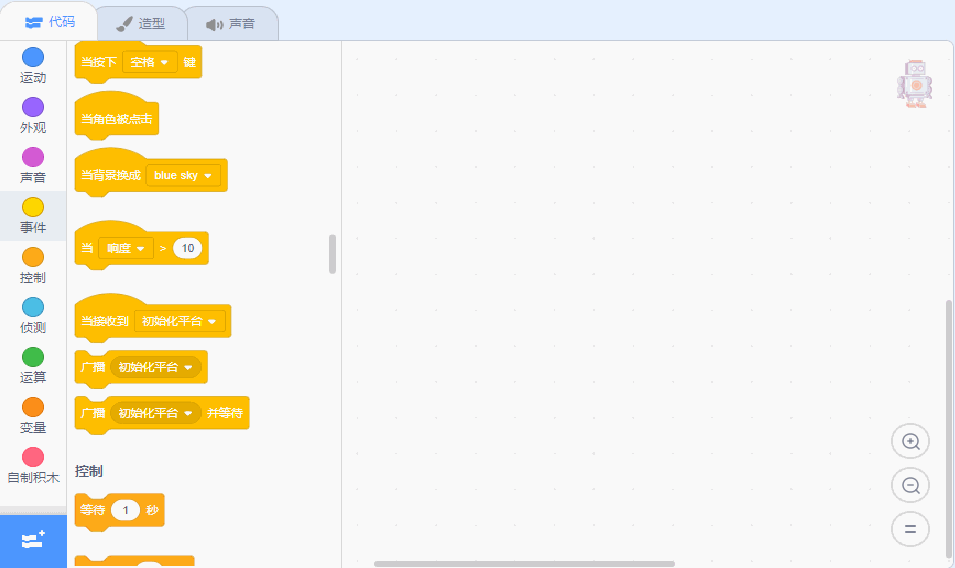 代码 造型 声音
运动
外观
声音
事件
控制
侦测
运算
变量
自制积木
当按下 空格 键
当角色被点击
当背景换成 blue sky
当 响度 > 10
当接收到 初始化平台
广播 初始化平台
广播 初始化平台 并等待
控制
等待 1 秒